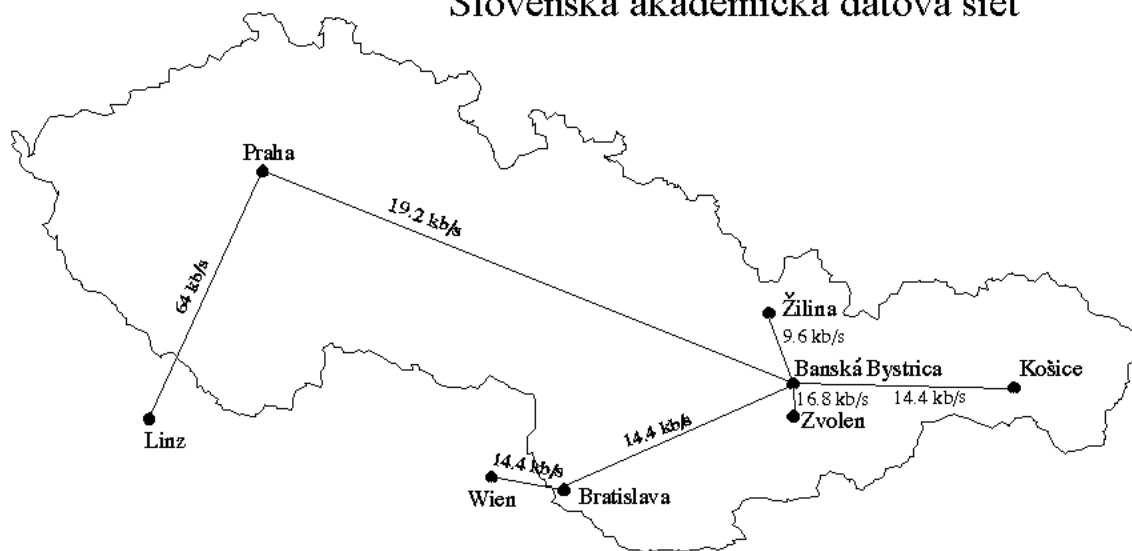 Slovenská akademická dátová sieť
Praha
19.2 kb/s
64 kb/s
Žilina
9.6 kb/s
Banská Bystrica
Košice
16.8 kb/s
14.4 kb/s
Zvolen
Linz
14.4 kb/s
14.4 kb/s
Wien
Bratislava